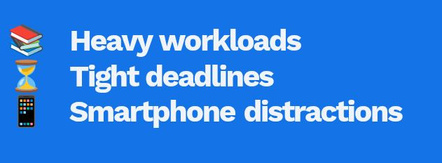 Heavy workloads
Tight deadlines
Smartphone distractions